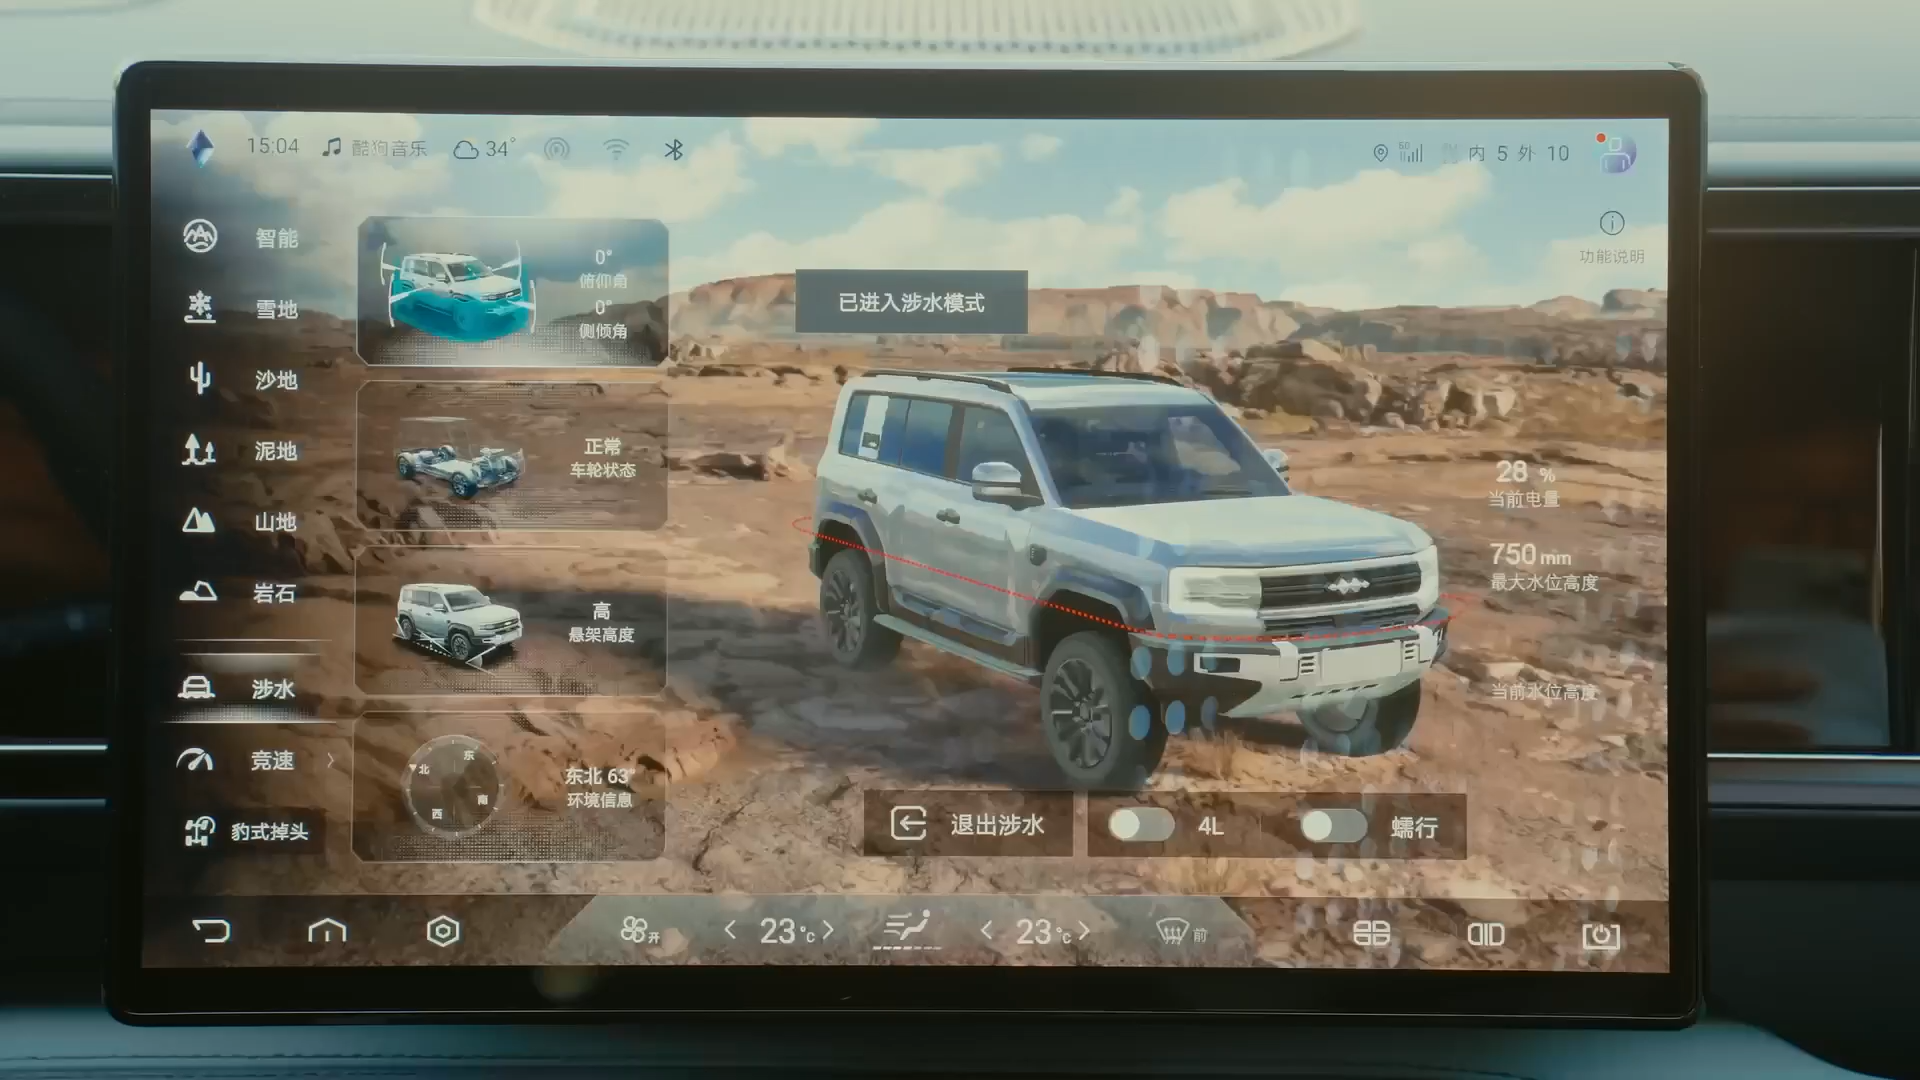 15:04 酷狗音乐 34° 内 5 外 10
功能说明
智能
雪地
沙地
泥地
山地
岩石
涉水
竞速
豹式掉头
0°
俯仰角
0°
侧倾角
正常
车轮状态
高
悬架高度
北 东 南 西
东北 63°
环境信息
已进入涉水模式
28 %
当前电量
750 mm
最大水位高度
当前水位高度
退出涉水 4L 蠕行
开 23°C 23°C 前